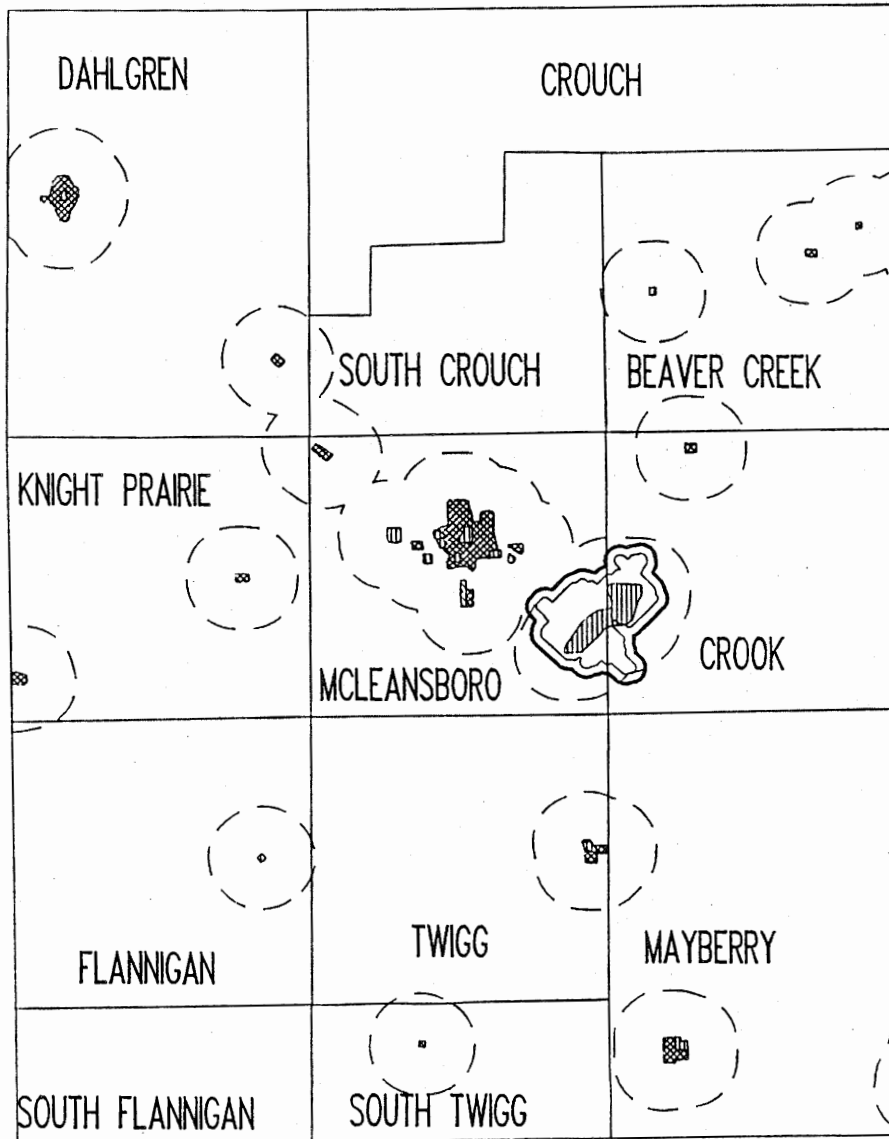 DAHLGREN
CROUCH
SOUTH CROUCH
BEAVER CREEK
KNIGHT PRAIRIE
MCLEANSBORO
CROOK
FLANNIGAN
TWIGG
MAYBERRY
SOUTH FLANNIGAN
SOUTH TWIGG